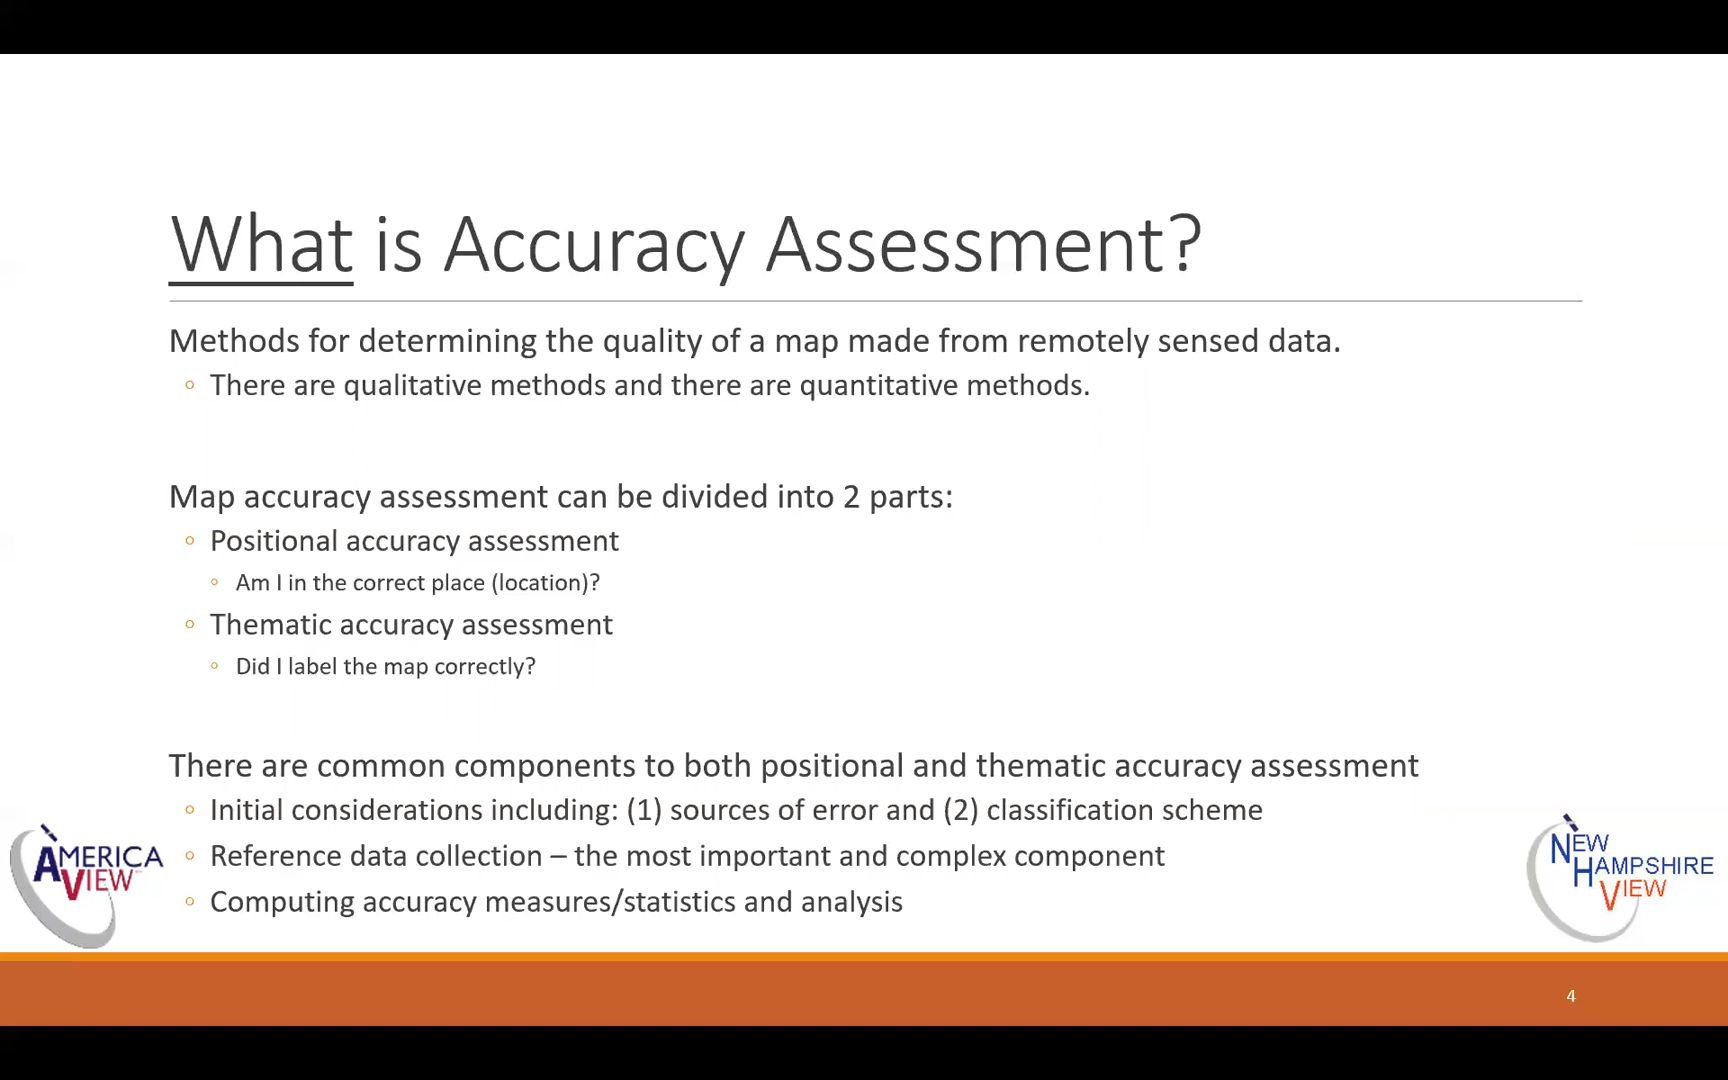 What is Accuracy Assessment?
Methods for determining the quality of a map made from remotely sensed data.
◦ There are qualitative methods and there are quantitative methods.
Map accuracy assessment can be divided into 2 parts:
◦ Positional accuracy assessment
◦ Am I in the correct place (location)?
◦ Thematic accuracy assessment
◦ Did I label the map correctly?
There are common components to both positional and thematic accuracy assessment
◦ Initial considerations including: (1) sources of error and (2) classification scheme
◦ Reference data collection – the most important and complex component
◦ Computing accuracy measures/statistics and analysis
AMERICA
VIEW
NEW
HAMPSHIRE
VIEW
4